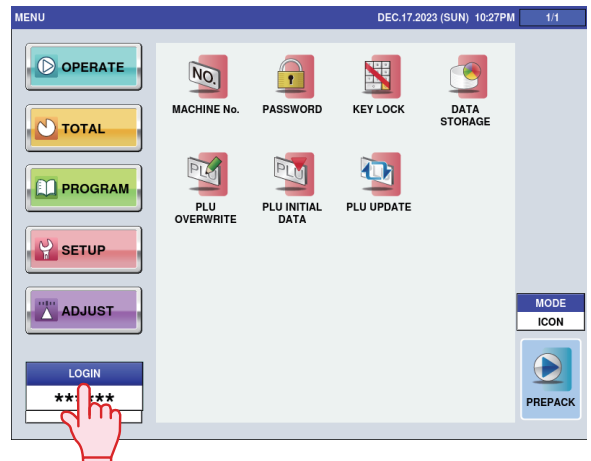 MENU
DEC.17.2023 (SUN) 10:27PM
1/1
OPERATE
TOTAL
PROGRAM
SETUP
ADJUST
LOGIN
******
NO.
MACHINE No.
PASSWORD
KEY LOCK
DATA
STORAGE
PLU
PLU
OVERWRITE
PLU
PLU INITIAL
DATA
PLU UPDATE
MODE
ICON
PREPACK